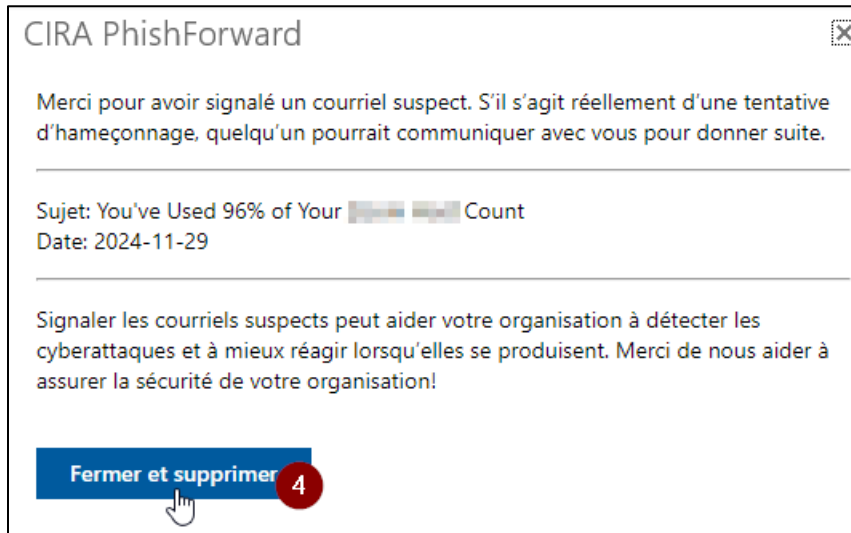 CIRA PhishForward
Merci pour avoir signalé un courriel suspect. S’il s’agit réellement d’une tentative
d’hameçonnage, quelqu’un pourrait communiquer avec vous pour donner suite.
Sujet: You've Used 96% of Your Count
Date: 2024-11-29
Signaler les courriels suspects peut aider votre organisation à détecter les
cyberattaques et à mieux réagir lorsqu’elles se produisent. Merci de nous aider à
assurer la sécurité de votre organisation!
Fermer et supprimer
4